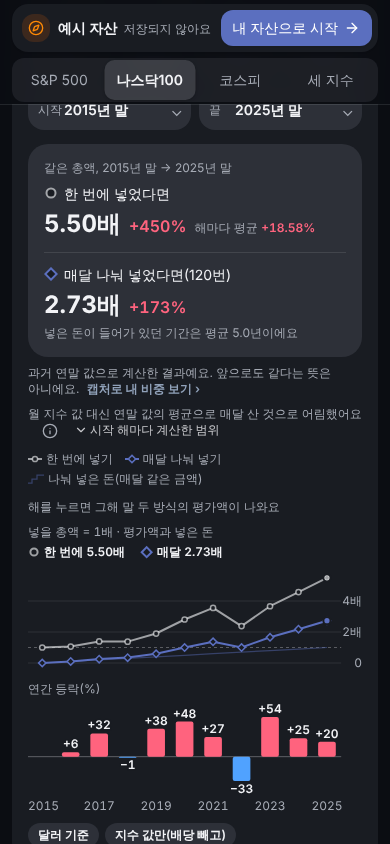 예시 자산 저장되지 않아요 내 자산으로 시작 →
S&P 500 나스닥100 코스피 세 지수
시작 2015년 말 끝 2025년 말
같은 총액, 2015년 말 → 2025년 말
한 번에 넣었다면
5.50배 +450% 해마다 평균 +18.58%
매달 나눠 넣었다면(120번)
2.73배 +173%
넣은 돈이 들어가 있던 기간은 평균 5.0년이에요
과거 연말 값으로 계산한 결과예요. 앞으로도 같다는 뜻은
아니에요. 캡처로 내 비중 보기 ›
월 지수 값 대신 연말 값의 평균으로 매달 산 것으로 어림했어요
시작 해마다 계산한 범위
한 번에 넣기 매달 나눠 넣기
나눠 넣은 돈(매달 같은 금액)
해를 누르면 그해 말 두 방식의 평가액이 나와요
넣을 총액 = 1배 · 평가액과 넣은 돈
한 번에 5.50배 매달 2.73배
4배
2배
0
연간 등락(%)
+6 +32 −1 +38 +48 +27 −33 +54 +25 +20
2015 2017 2019 2021 2023 2025
달러 기준 지수 값만(배당 빼고)